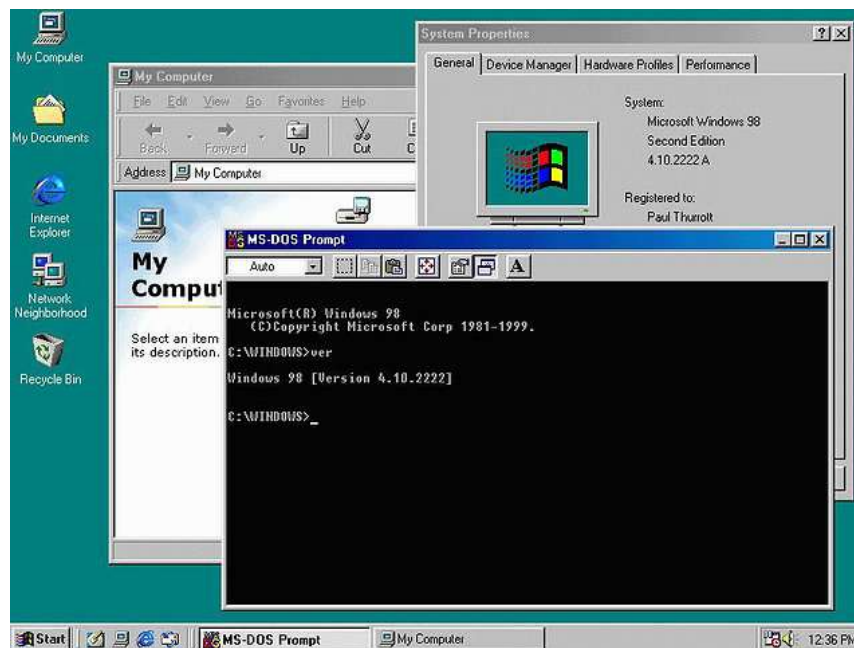 My Computer
My Documents
Internet
Explorer
Network
Neighborhood
Recycle Bin
My Computer
File Edit View Go Favorites Help
Back Forward Up Cut C
Address My Computer
My
Comput
Select an item
its description.
System Properties
General Device Manager Hardware Profiles Performance
System:
Microsoft Windows 98
Second Edition
4.10.2222 A
Registered to:
Paul Thurrott
MS-DOS Prompt
Auto
A
Microsoft(R) Windows 98
(C)Copyright Microsoft Corp 1981-1999.
C:\WINDOWS>ver
Windows 98 [Version 4.10.2222]
C:\WINDOWS>_
Start MS-DOS Prompt My Computer 12:36 PM